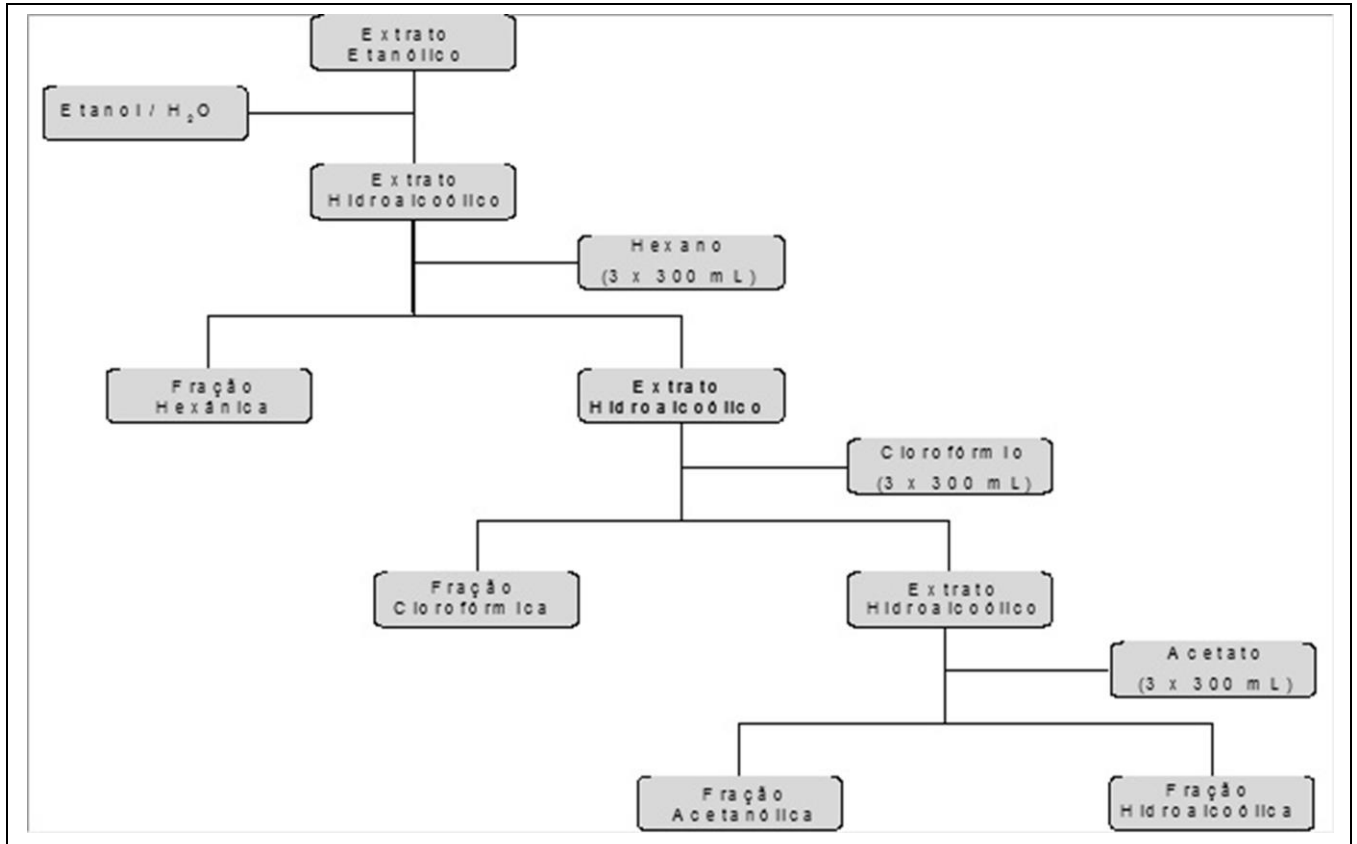 Extrato
Etanólico
Etanol / H₂O
Extrato
Hidroalcoólico
Hexano
(3 x 300 mL)
Fração
Hexânica
Extrato
Hidroalcoólico
Clorofórmio
(3 x 300 mL)
Fração
Clorofórmica
Extrato
Hidroalcoólico
Acetato
(3 x 300 mL)
Fração
Acetanólica
Fração
Hidroalcoólica